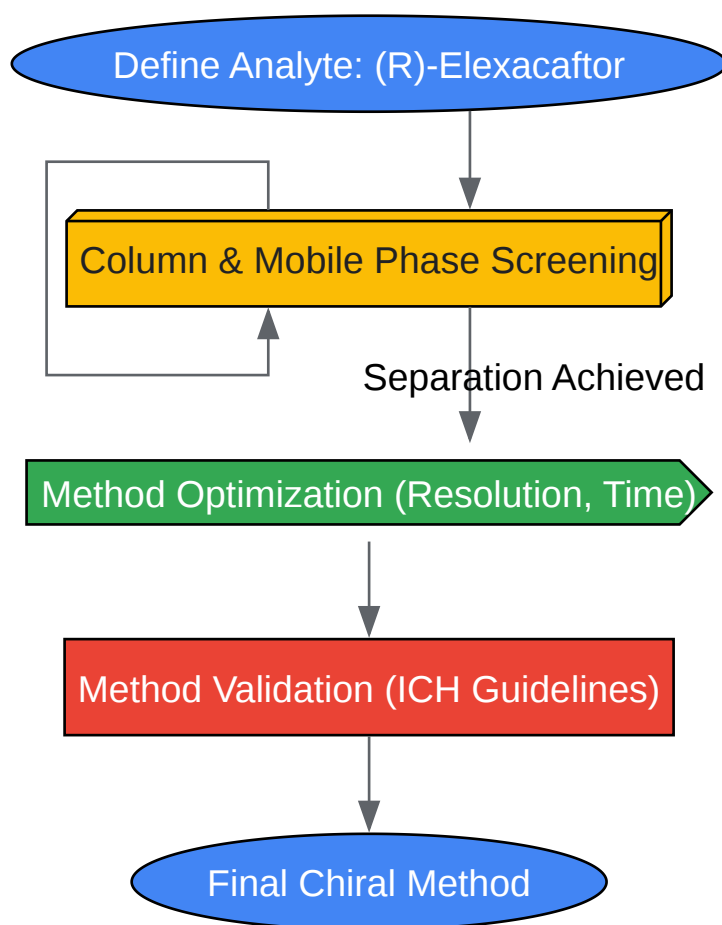 Define Analyte: (R)-Elexacaftor
Column & Mobile Phase Screening
Separation Achieved
Method Optimization (Resolution, Time)
Method Validation (ICH Guidelines)
Final Chiral Method